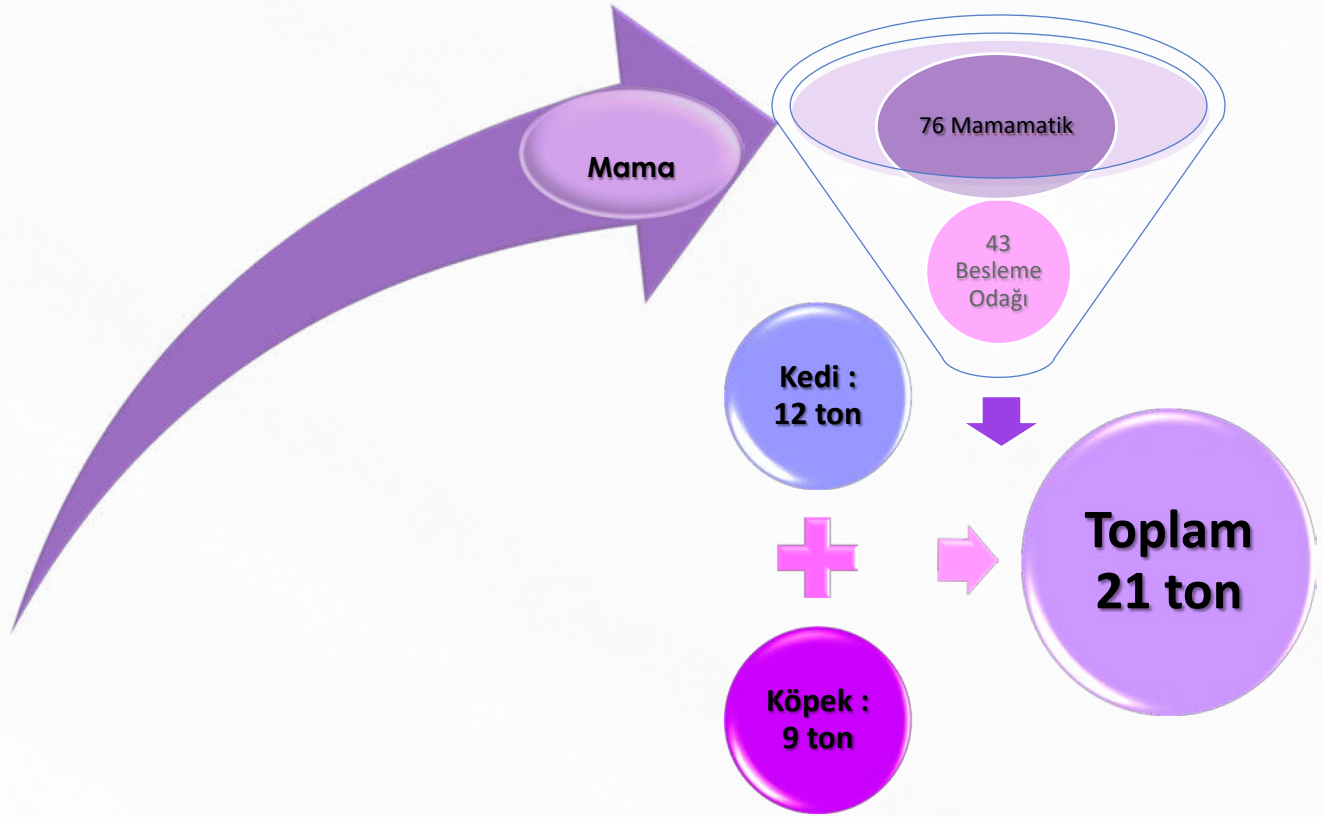 Mama
76 Mamamatik
43
Besleme
Odağı
Kedi :
12 ton
Köpek :
9 ton
Toplam
21 ton